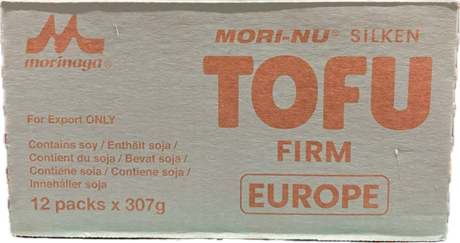 morinaga®
For Export ONLY
Contains soy / Enthält soja /
Contient du soja / Bevat soja /
Contiene soia / Contiene soja /
Innehåller soja
12 packs x 307g
MORI-NU® SILKEN
TOFU
FIRM
EUROPE